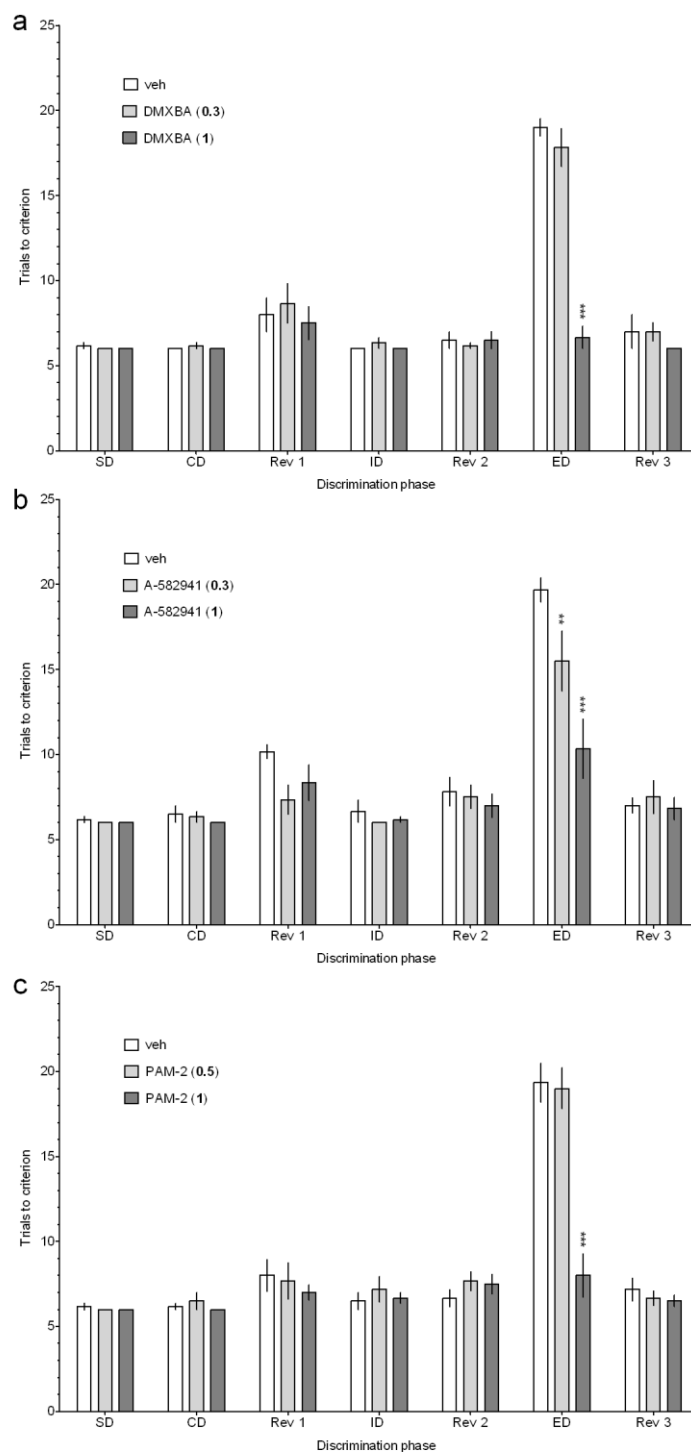 a
25
veh
DMXBA (0.3)
20
DMXBA (1)
Trials to criterion
15
10
***
5
0
SD CD Rev 1 ID Rev 2 ED Rev 3
Discrimination phase
b
25
veh
A-582941 (0.3)
20
A-582941 (1)
**
Trials to criterion
15
***
10
5
0
SD CD Rev 1 ID Rev 2 ED Rev 3
Discrimination phase
c
25
veh
PAM-2 (0.5)
20
PAM-2 (1)
Trials to criterion
15
10
***
5
0
SD CD Rev 1 ID Rev 2 ED Rev 3
Discrimination phase